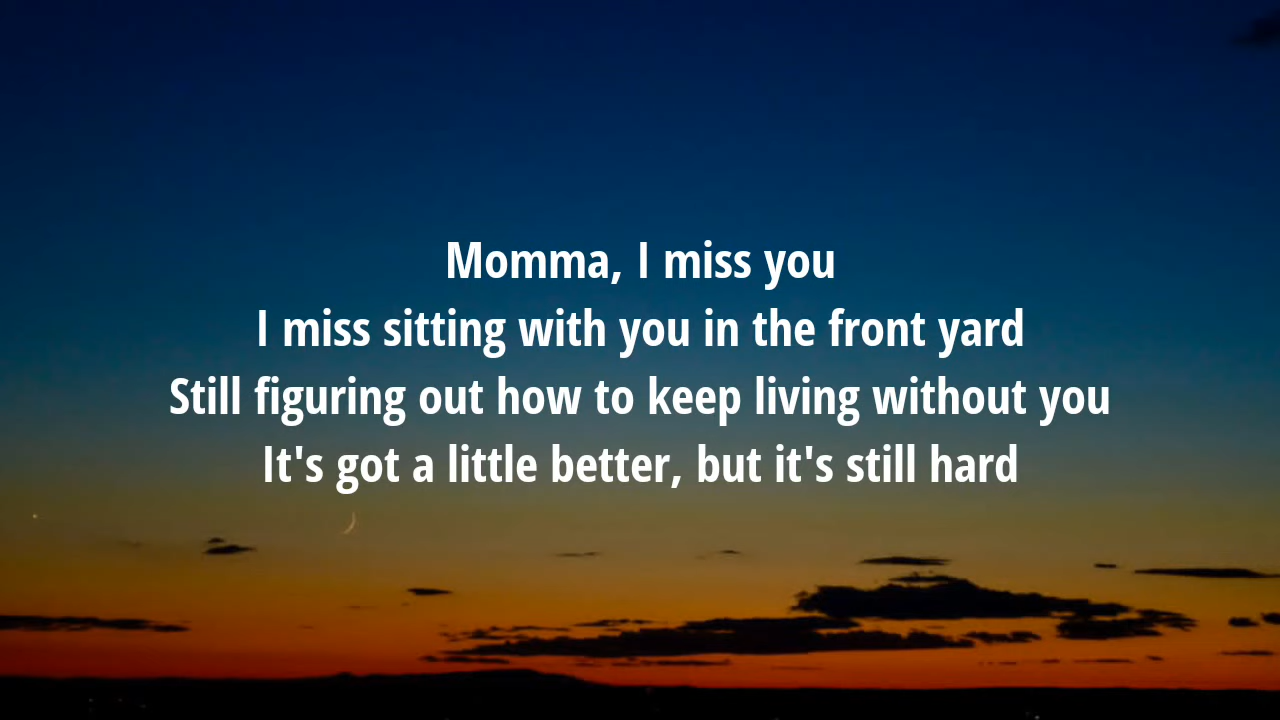 Momma, I miss you
I miss sitting with you in the front yard
Still figuring out how to keep living without you
It's got a little better, but it's still hard